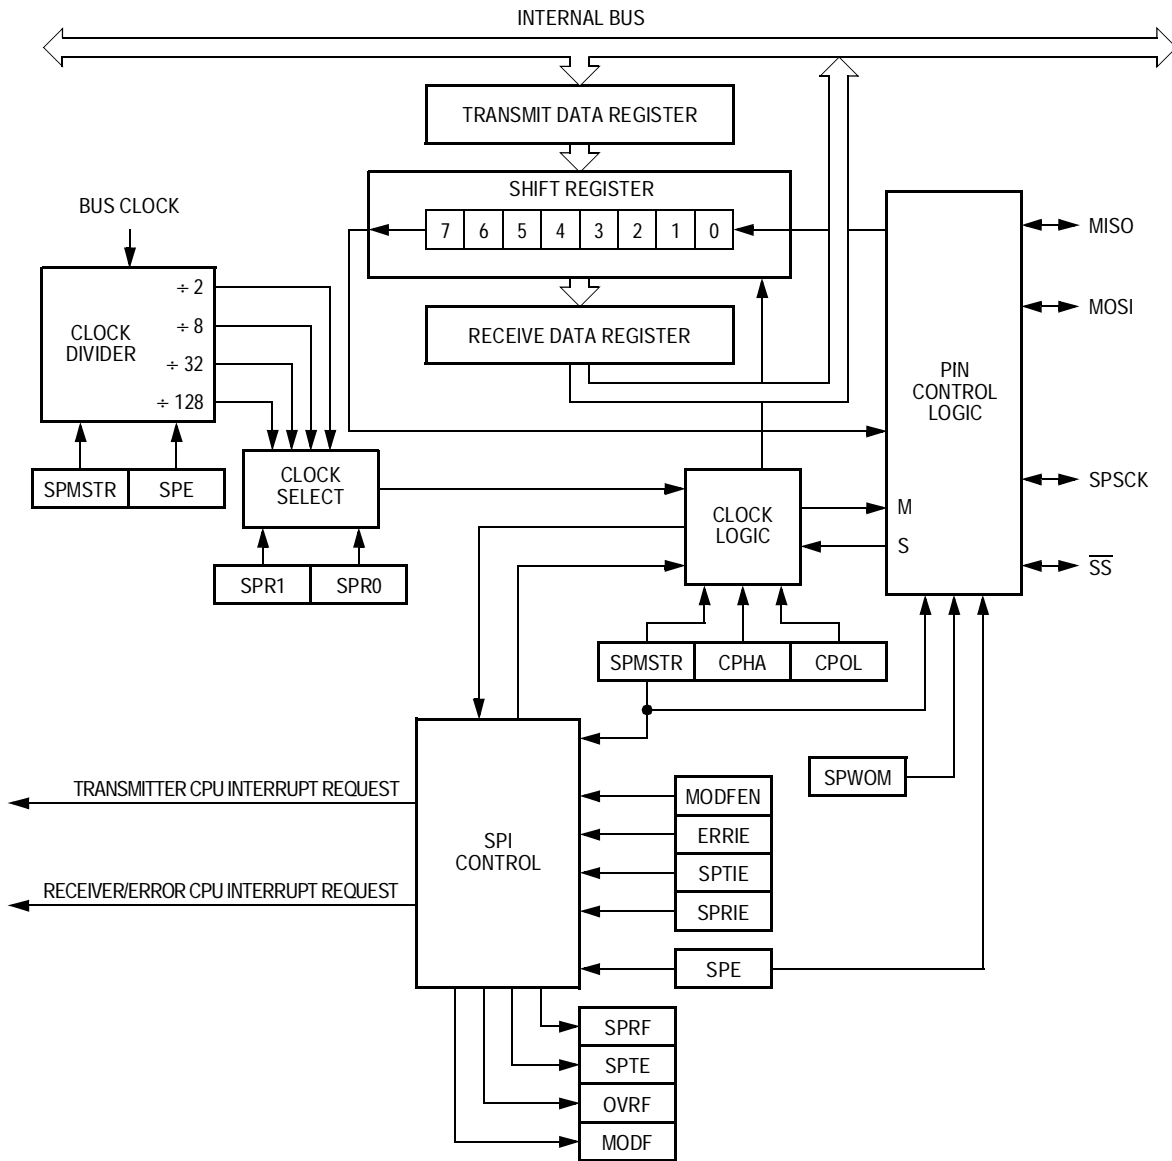 INTERNAL BUS
TRANSMIT DATA REGISTER
SHIFT REGISTER
7 6 5 4 3 2 1 0
RECEIVE DATA REGISTER
BUS CLOCK
CLOCK
DIVIDER
÷ 2
÷ 8
÷ 32
÷ 128
SPMSTR SPE
CLOCK
SELECT
SPR1 SPR0
CLOCK
LOGIC
PIN
CONTROL
LOGIC
M
S
MISO
MOSI
SPSCK
S̅S̅
SPMSTR CPHA CPOL
SPWOM
TRANSMITTER CPU INTERRUPT REQUEST
RECEIVER/ERROR CPU INTERRUPT REQUEST
SPI
CONTROL
MODFEN
ERRIE
SPTIE
SPRIE
SPE
SPRF
SPTE
OVRF
MODF